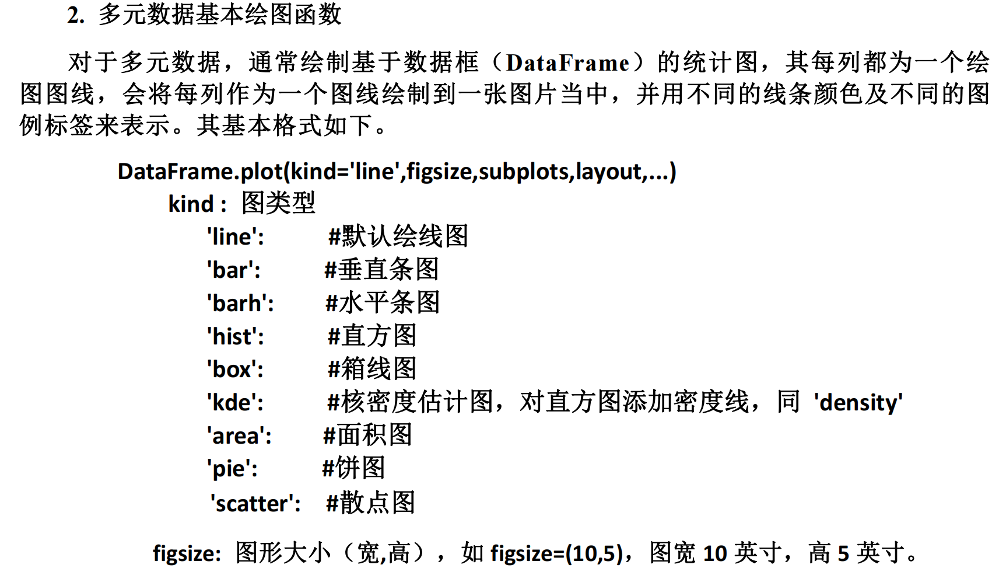 2. 多元数据基本绘图函数
对于多元数据，通常绘制基于数据框（DataFrame）的统计图，其每列都为一个绘
图图线，会将每列作为一个图线绘制到一张图片当中，并用不同的线条颜色及不同的图
例标签来表示。其基本格式如下。
DataFrame.plot(kind='line',figsize,subplots,layout,...)
kind : 图类型
'line': #默认绘线图
'bar': #垂直条图
'barh': #水平条图
'hist': #直方图
'box': #箱线图
'kde': #核密度估计图，对直方图添加密度线，同 'density'
'area': #面积图
'pie': #饼图
'scatter': #散点图
figsize: 图形大小（宽,高），如 figsize=(10,5)，图宽 10 英寸，高 5 英寸。